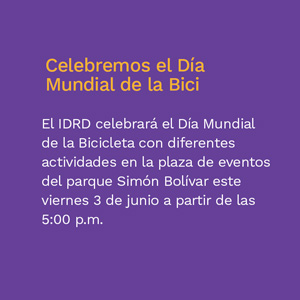 Celebremos el Día
Mundial de la Bici
El IDRD celebrará el Día Mundial
de la Bicicleta con diferentes
actividades en la plaza de eventos
del parque Simón Bolívar este
viernes 3 de junio a partir de las
5:00 p.m.